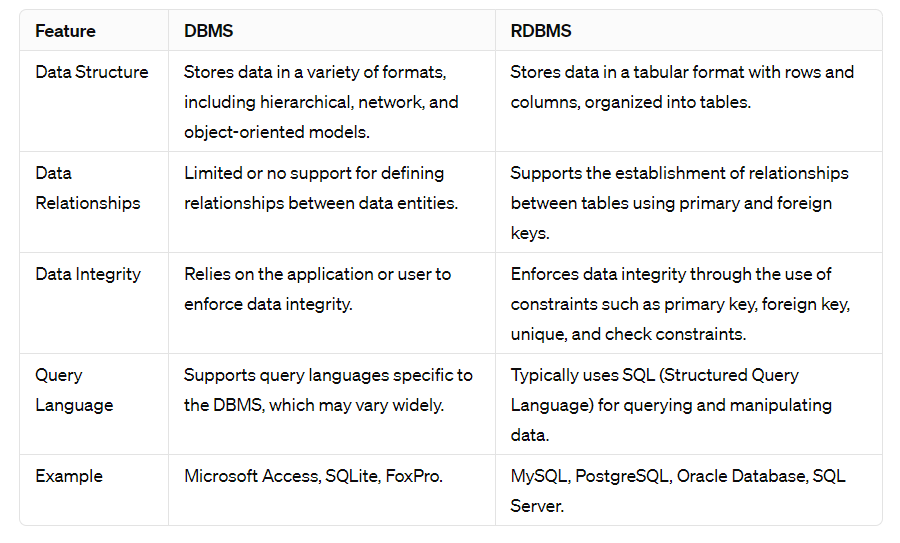 Feature DBMS RDBMS
Data Structure
Stores data in a variety of formats,
including hierarchical, network, and
object-oriented models.
Stores data in a tabular format with rows and
columns, organized into tables.
Data
Relationships
Limited or no support for defining
relationships between data entities.
Supports the establishment of relationships
between tables using primary and foreign
keys.
Data Integrity
Relies on the application or user to
enforce data integrity.
Enforces data integrity through the use of
constraints such as primary key, foreign key,
unique, and check constraints.
Query
Language
Supports query languages specific to
the DBMS, which may vary widely.
Typically uses SQL (Structured Query
Language) for querying and manipulating
data.
Example
Microsoft Access, SQLite, FoxPro.
MySQL, PostgreSQL, Oracle Database, SQL
Server.